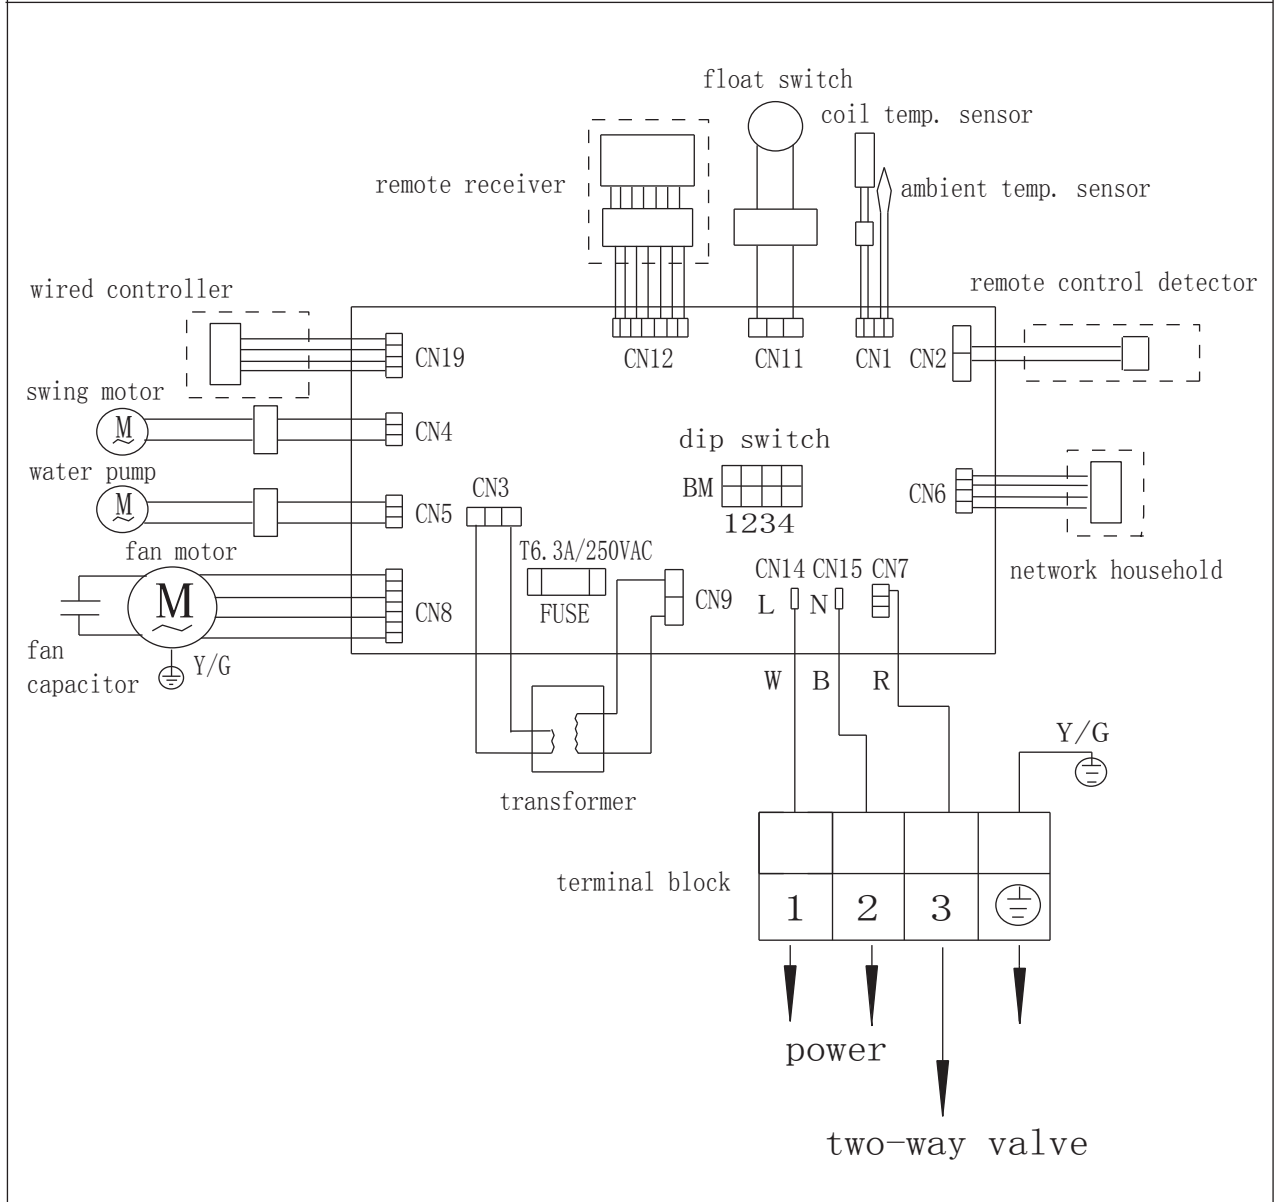 float switch
coil temp. sensor
remote receiver
ambient temp. sensor
wired controller
remote control detector
CN19
CN12
CN11
CN1
CN2
swing motor
M
CN4
dip switch
water pump
M
CN5
CN3
BM
1234
CN6
fan motor
T6.3A/250VAC
FUSE
CN14
CN15
CN7
network household
M
CN8
CN9
L
N
fan
capacitor
Y/G
W
B
R
Y/G
transformer
terminal block
1
2
3
power
two-way valve